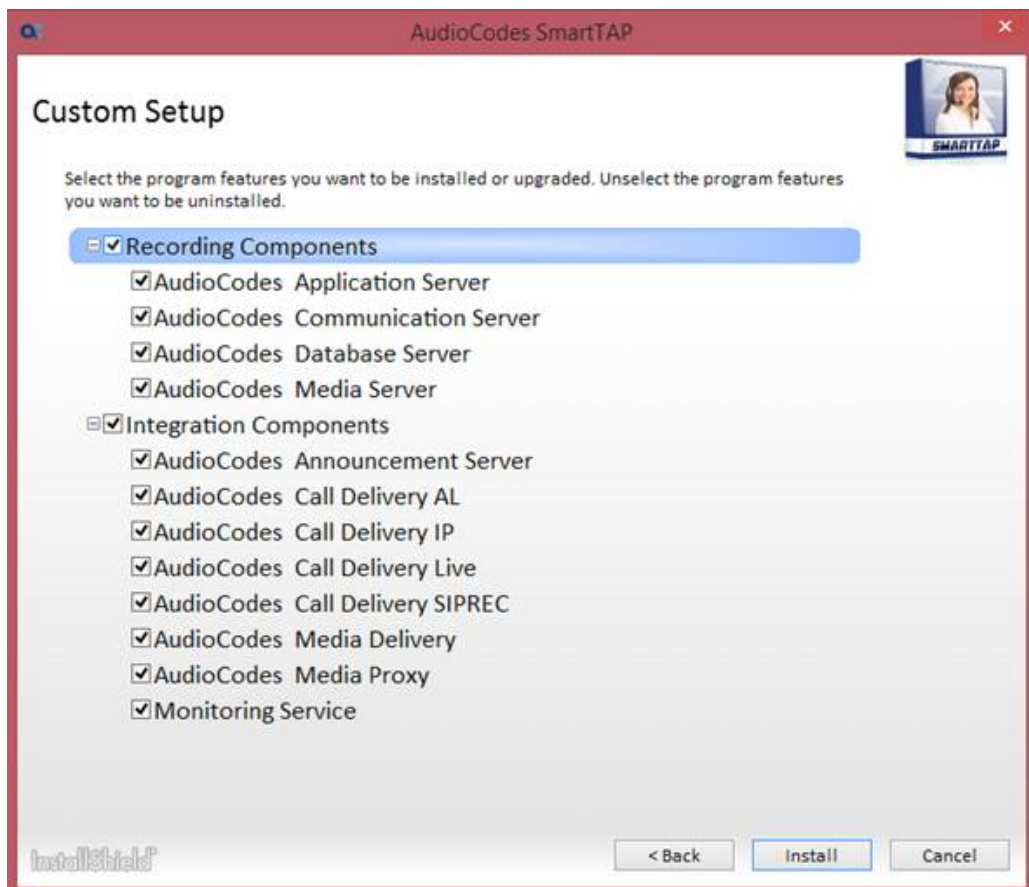 AudioCodes SmartTAP
Custom Setup
SMARTTAP
Select the program features you want to be installed or upgraded. Unselect the program features
you want to be uninstalled.
Recording Components
AudioCodes Application Server
AudioCodes Communication Server
AudioCodes Database Server
AudioCodes Media Server
Integration Components
AudioCodes Announcement Server
AudioCodes Call Delivery AL
AudioCodes Call Delivery IP
AudioCodes Call Delivery Live
AudioCodes Call Delivery SIPREC
AudioCodes Media Delivery
AudioCodes Media Proxy
Monitoring Service
InstallShield
< Back
Install
Cancel